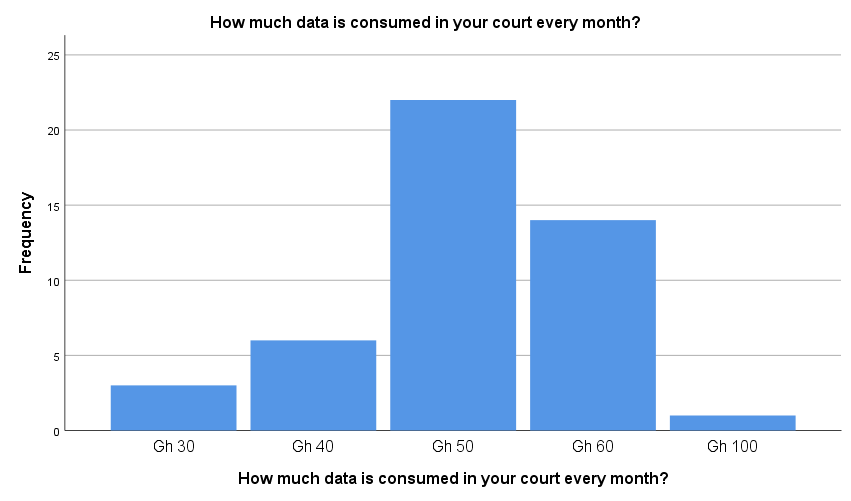 How much data is consumed in your court every month?
25
20
15
10
5
0
Frequency
Gh 30 Gh 40 Gh 50 Gh 60 Gh 100
How much data is consumed in your court every month?